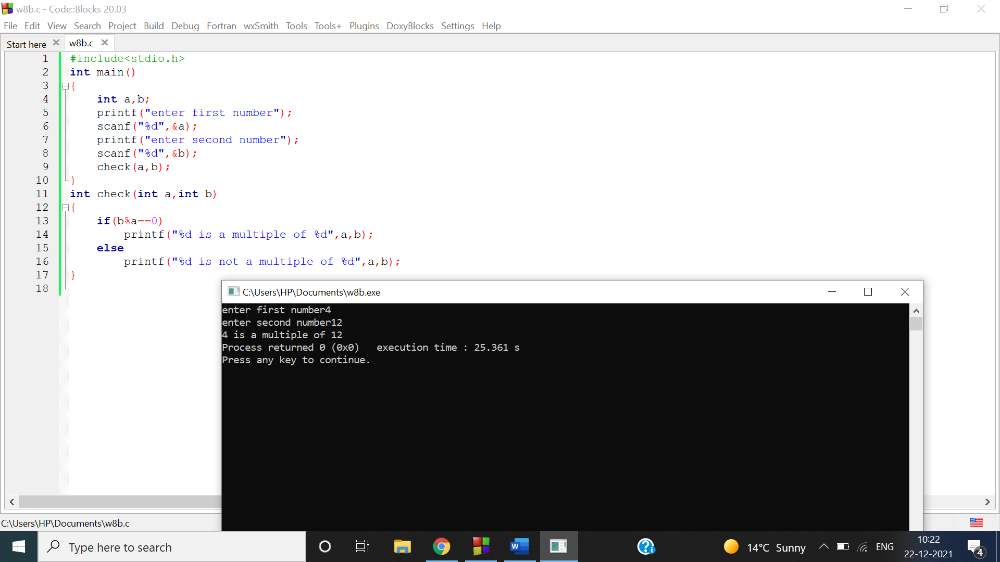 w8b.c - Code::Blocks 20.03
File Edit View Search Project Build Debug Fortran wxSmith Tools Tools+ Plugins DoxyBlocks Settings Help
Start here w8b.c
1 #include<stdio.h>
2 int main()
3 {
4     int a,b;
5     printf("enter first number");
6     scanf("%d",&a);
7     printf("enter second number");
8     scanf("%d",&b);
9     check(a,b);
10 }
11 int check(int a,int b)
12 {
13     if(b%a==0)
14         printf("%d is a multiple of %d",a,b);
15     else
16         printf("%d is not a multiple of %d",a,b);
17 }
18
C:\Users\HP\Documents\w8b.exe
enter first number4
enter second number12
4 is a multiple of 12
Process returned 0 (0x0)   execution time : 25.361 s
Press any key to continue.
C:\Users\HP\Documents\w8b.c
Type here to search
W
14°C Sunny
ENG
10:22
22-12-2021
4